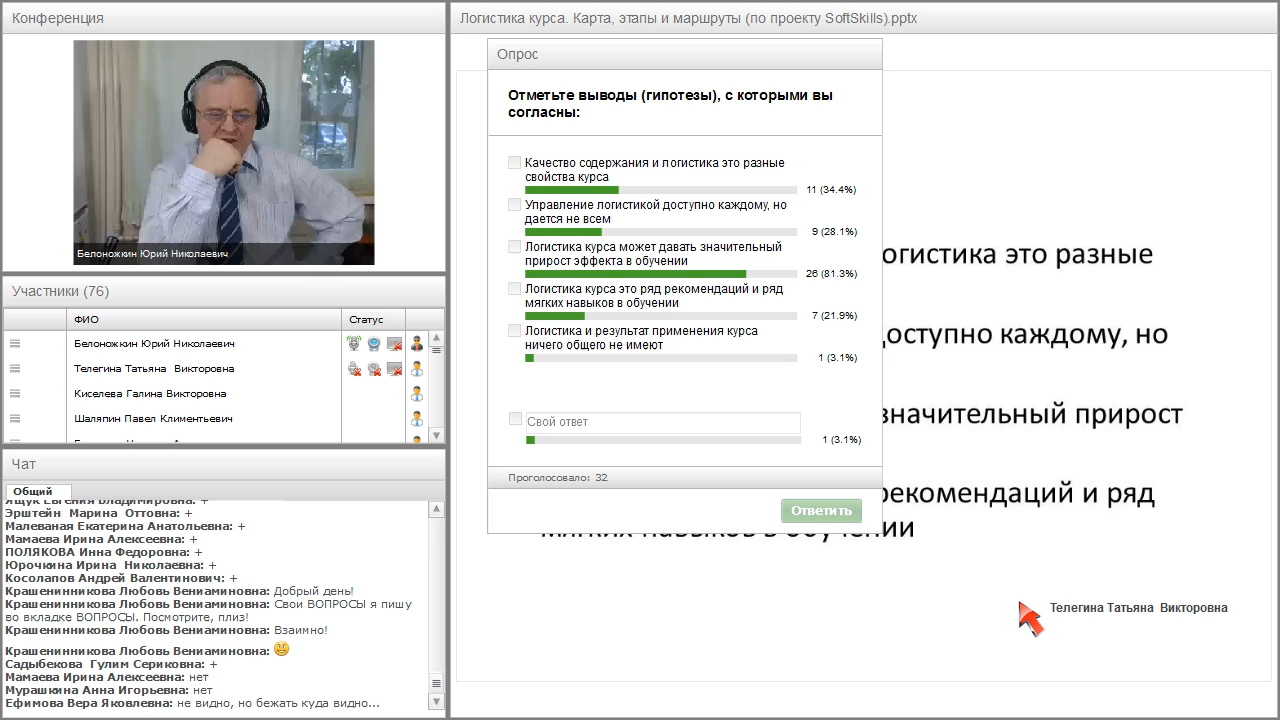 Конференция
Белоножкин Юрий Николаевич
Участники (76)
ФИО Статус
Белоножкин Юрий Николаевич
Телегина Татьяна Викторовна
Киселева Галина Викторовна
Шаляпин Павел Климентьевич
Чат
Общий
Ящук Евгения Владимировна: +
Эрштейн Марина Оттовна: +
Малеваная Екатерина Анатольевна: +
Мамаева Ирина Алексеевна: +
ПОЛЯКОВА Инна Федоровна: +
Юрочкина Ирина Николаевна: +
Косолапов Андрей Валентинович: +
Крашенинникова Любовь Вениаминовна: Добрый день!
Крашенинникова Любовь Вениаминовна: Свои ВОПРОСЫ я пишу
во вкладке ВОПРОСЫ. Посмотрите, плиз!
Крашенинникова Любовь Вениаминовна: Взаимно!
Крашенинникова Любовь Вениаминовна:
Садыбекова Гулим Сериковна: +
Мамаева Ирина Алексеевна: нет
Мурашкина Анна Игорьевна: нет
Ефимова Вера Яковлевна: не видно, но бежать куда видно...
Логистика курса. Карта, этапы и маршруты (по проекту SoftSkills).pptx
Опрос
Отметьте выводы (гипотезы), с которыми вы
согласны:
Качество содержания и логистика это разные
свойства курса
11 (34.4%)
Управление логистикой доступно каждому, но
дается не всем
9 (28.1%)
Логистика курса может давать значительный
прирост эффекта в обучении
26 (81.3%)
Логистика курса это ряд рекомендаций и ряд
мягких навыков в обучении
7 (21.9%)
Логистика и результат применения курса
ничего общего не имеют
1 (3.1%)
Свой ответ
1 (3.1%)
Проголосовало: 32
Ответить
огистика это разные
доступно каждому, но
значительный прирост
рекомендаций и ряд
мягких навыков в обучении
Телегина Татьяна Викторовна